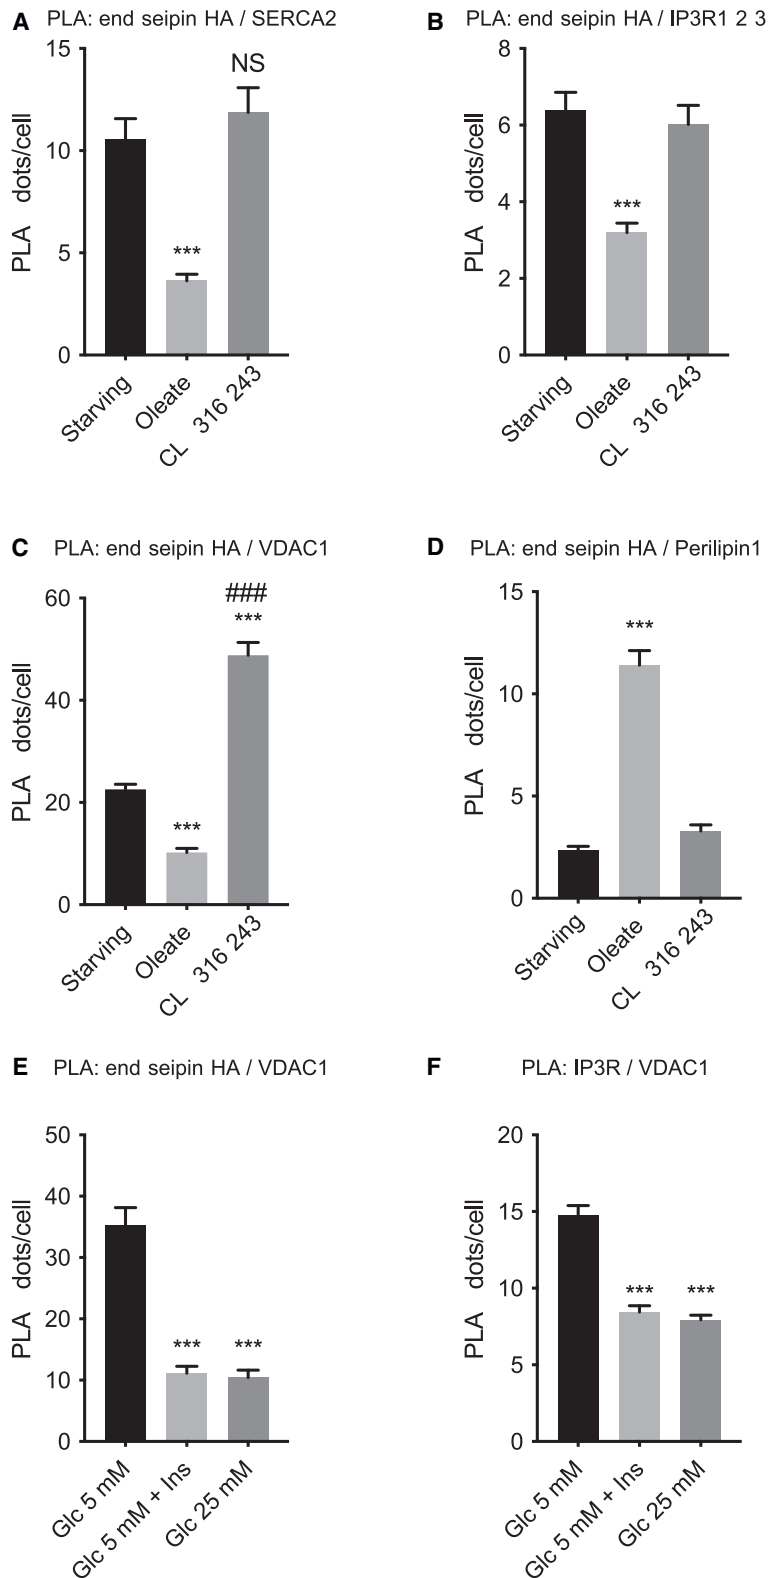 A PLA: end seipin HA / SERCA2
15
10
5
0
PLA dots/cell
NS
***
Starving
Oleate
CL 316 243
B PLA: end seipin HA / IP3R1 2 3
8
6
4
2
0
PLA dots/cell
***
Starving
Oleate
CL 316 243
C PLA: end seipin HA / VDAC1
60
40
20
0
PLA dots/cell
###
***
***
Starving
Oleate
CL 316 243
D PLA: end seipin HA / Perilipin1
15
10
5
0
PLA dots/cell
***
Starving
Oleate
CL 316 243
E PLA: end seipin HA / VDAC1
50
40
30
20
10
0
PLA dots/cell
***
***
Glc 5 mM
Glc 5 mM + Ins
Glc 25 mM
F PLA: IP3R / VDAC1
20
15
10
5
0
PLA dots/cell
***
***
Glc 5 mM
Glc 5 mM + Ins
Glc 25 mM